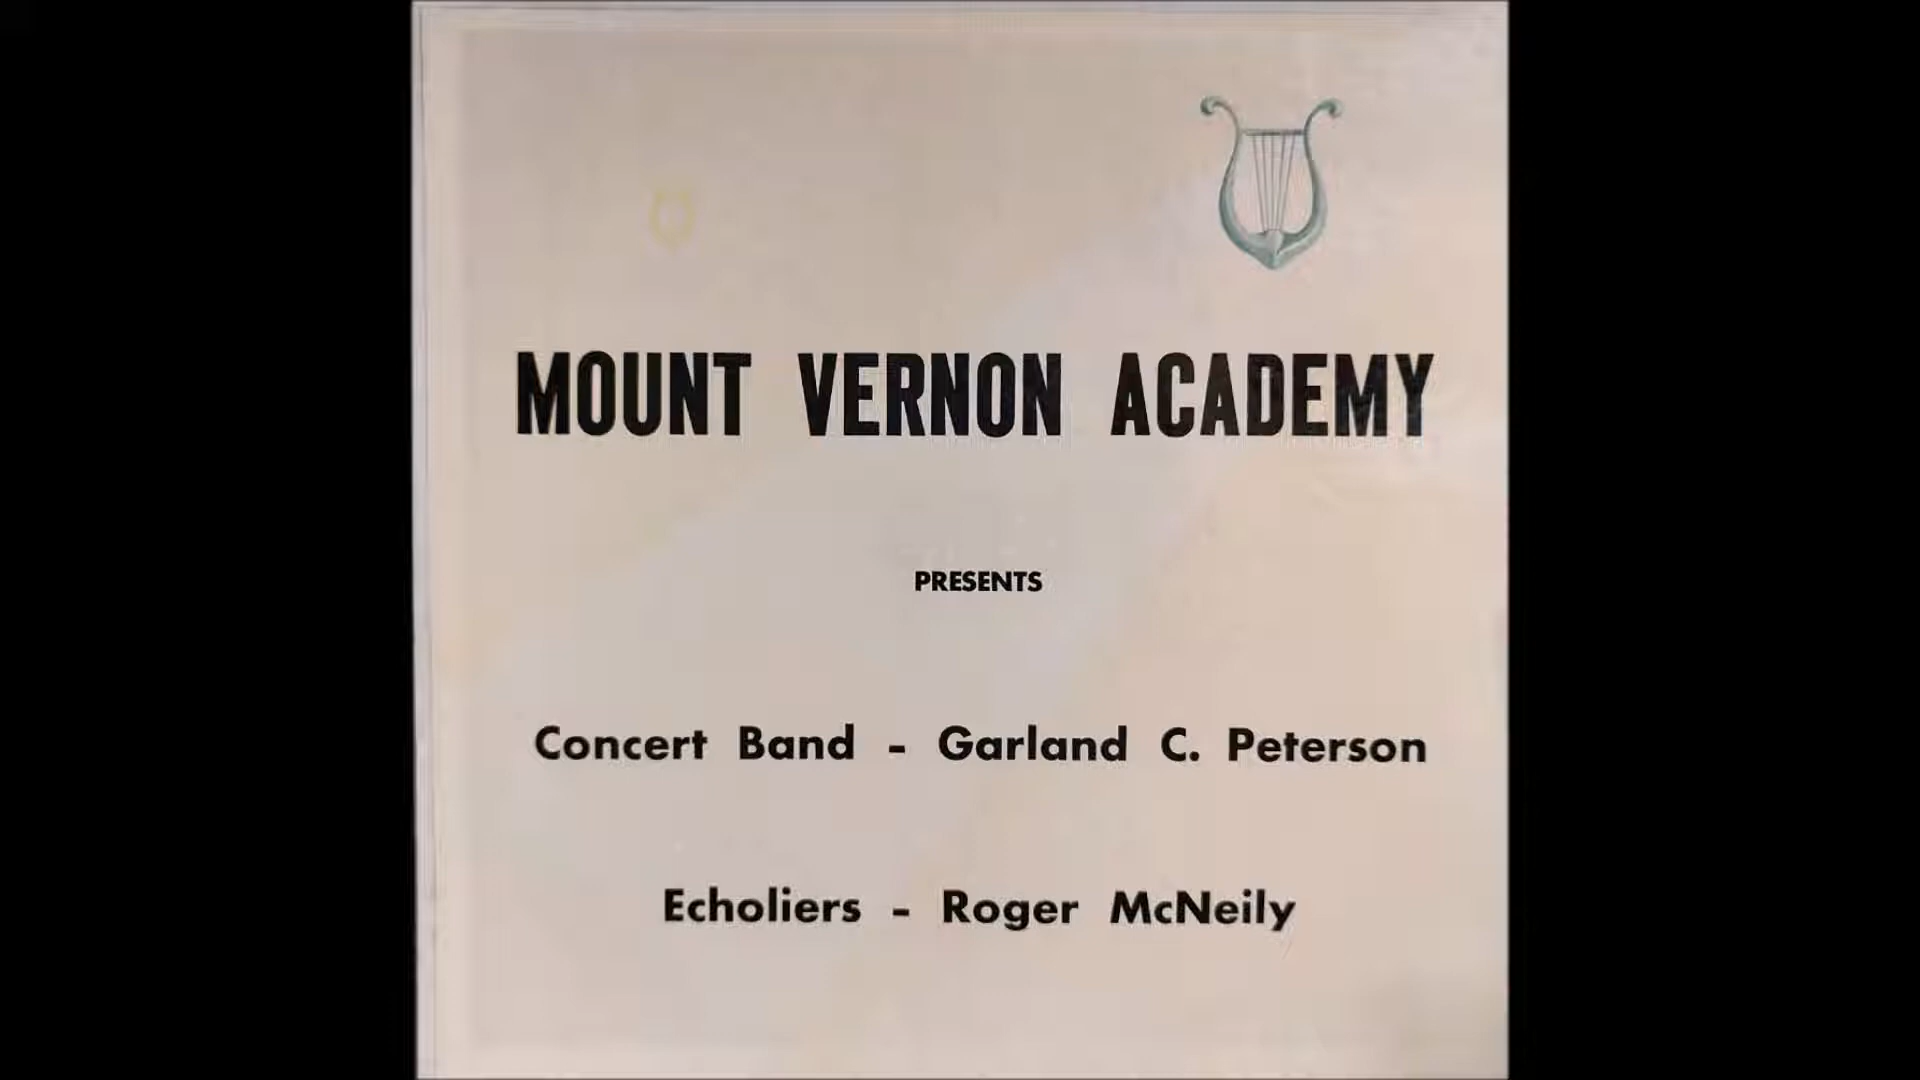 MOUNT VERNON ACADEMY
PRESENTS
Concert Band - Garland C. Peterson
Echoliers - Roger McNeily